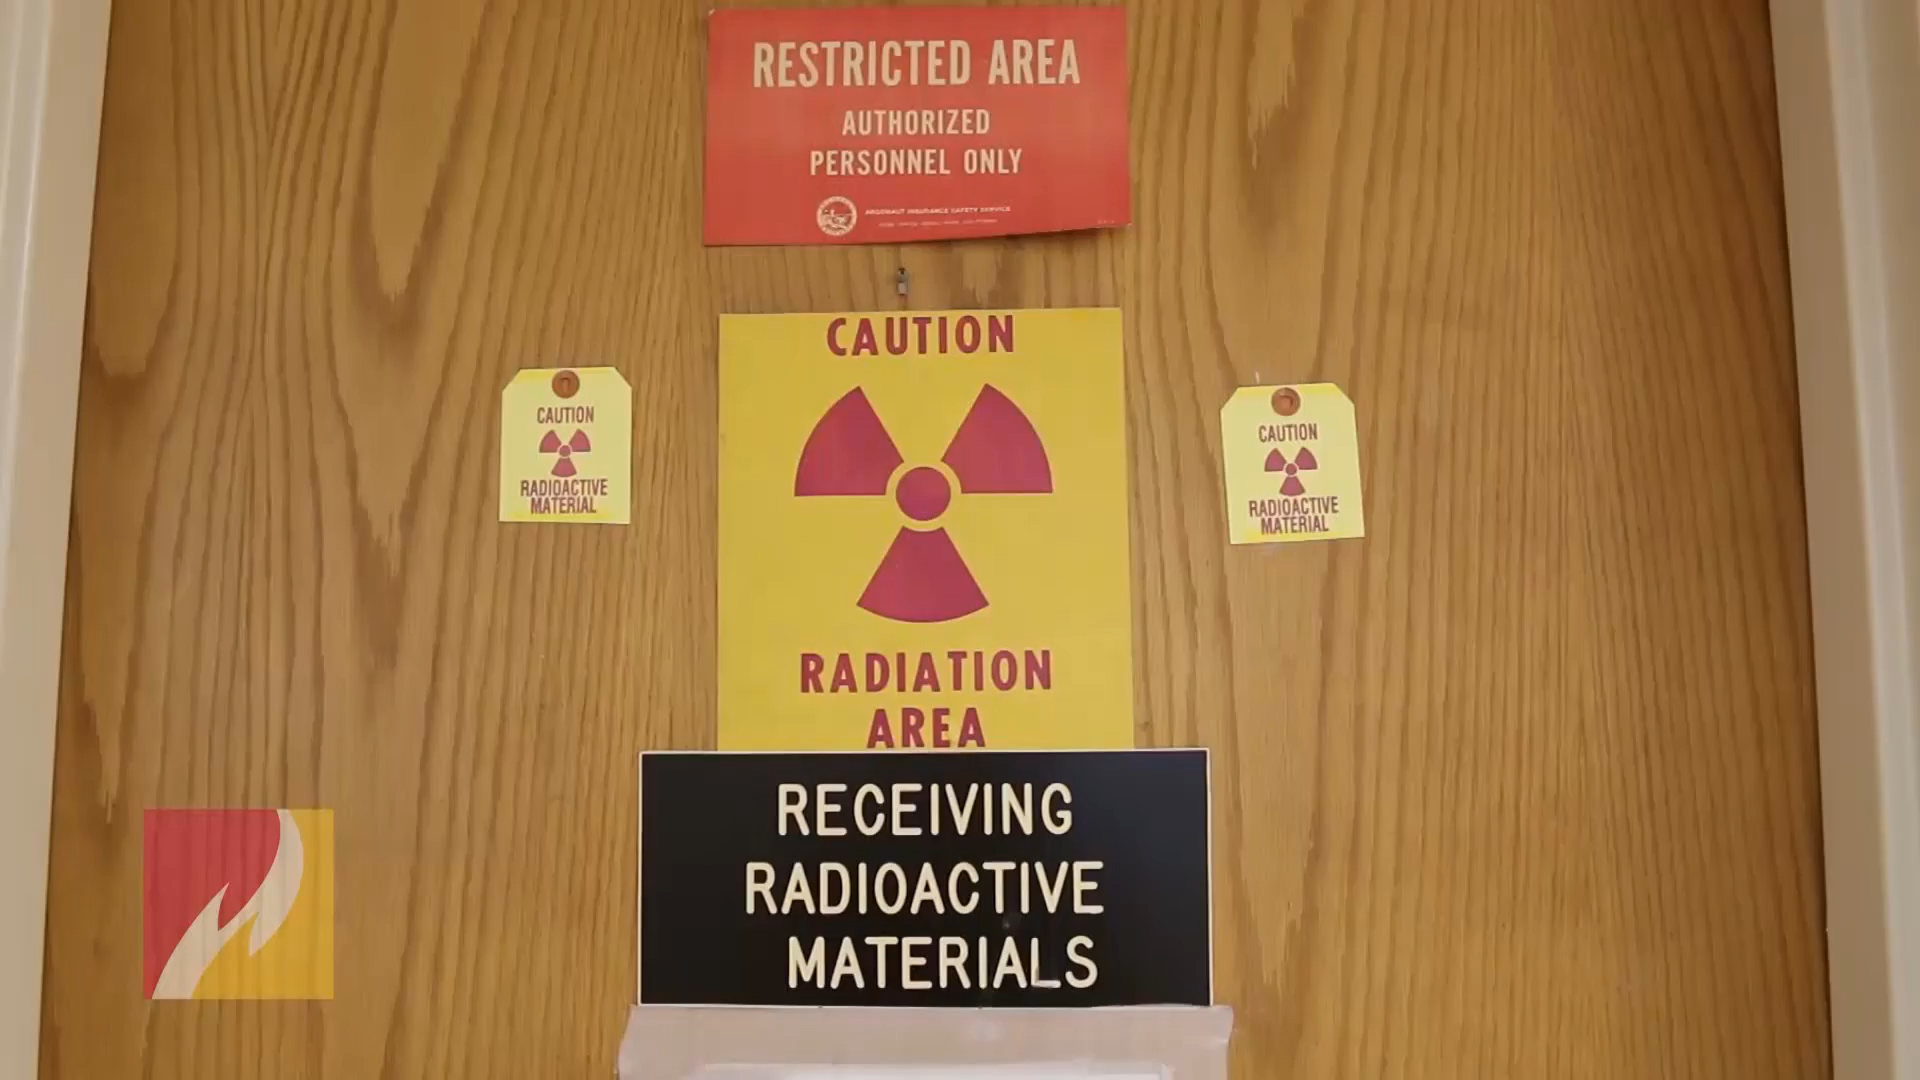 RESTRICTED AREA
AUTHORIZED
PERSONNEL ONLY
ARGONAUT INSURANCE SAFETY SERVICE
CAUTION
RADIATION
AREA
CAUTION
RADIOACTIVE
MATERIAL
CAUTION
RADIOACTIVE
MATERIAL
RECEIVING
RADIOACTIVE
MATERIALS